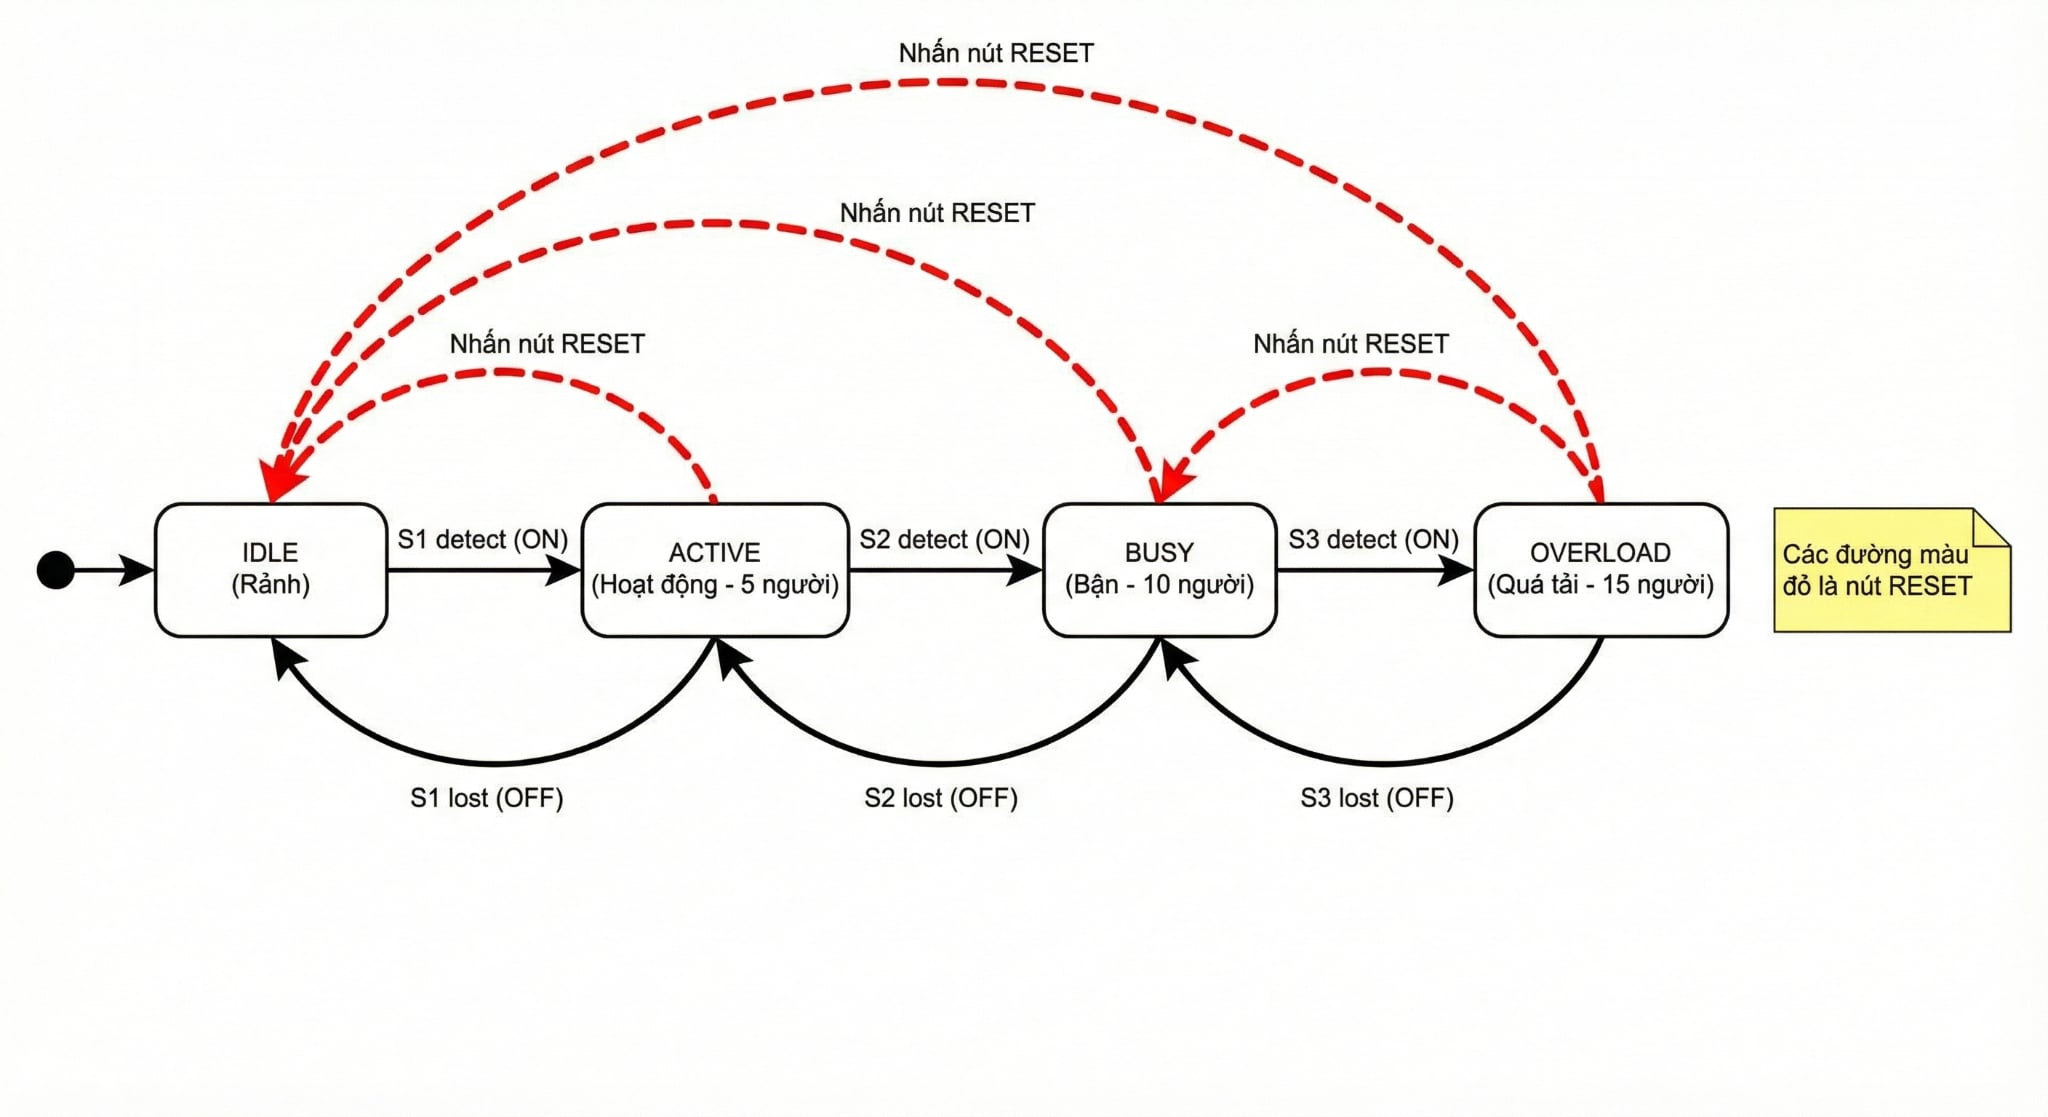 Nhấn nút RESET
Nhấn nút RESET
Nhấn nút RESET
Nhấn nút RESET
IDLE
(Rảnh)
S1 detect (ON)
ACTIVE
(Hoạt động - 5 người)
S2 detect (ON)
BUSY
(Bận - 10 người)
S3 detect (ON)
OVERLOAD
(Quá tải - 15 người)
Các đường màu
đỏ là nút RESET
S1 lost (OFF)
S2 lost (OFF)
S3 lost (OFF)